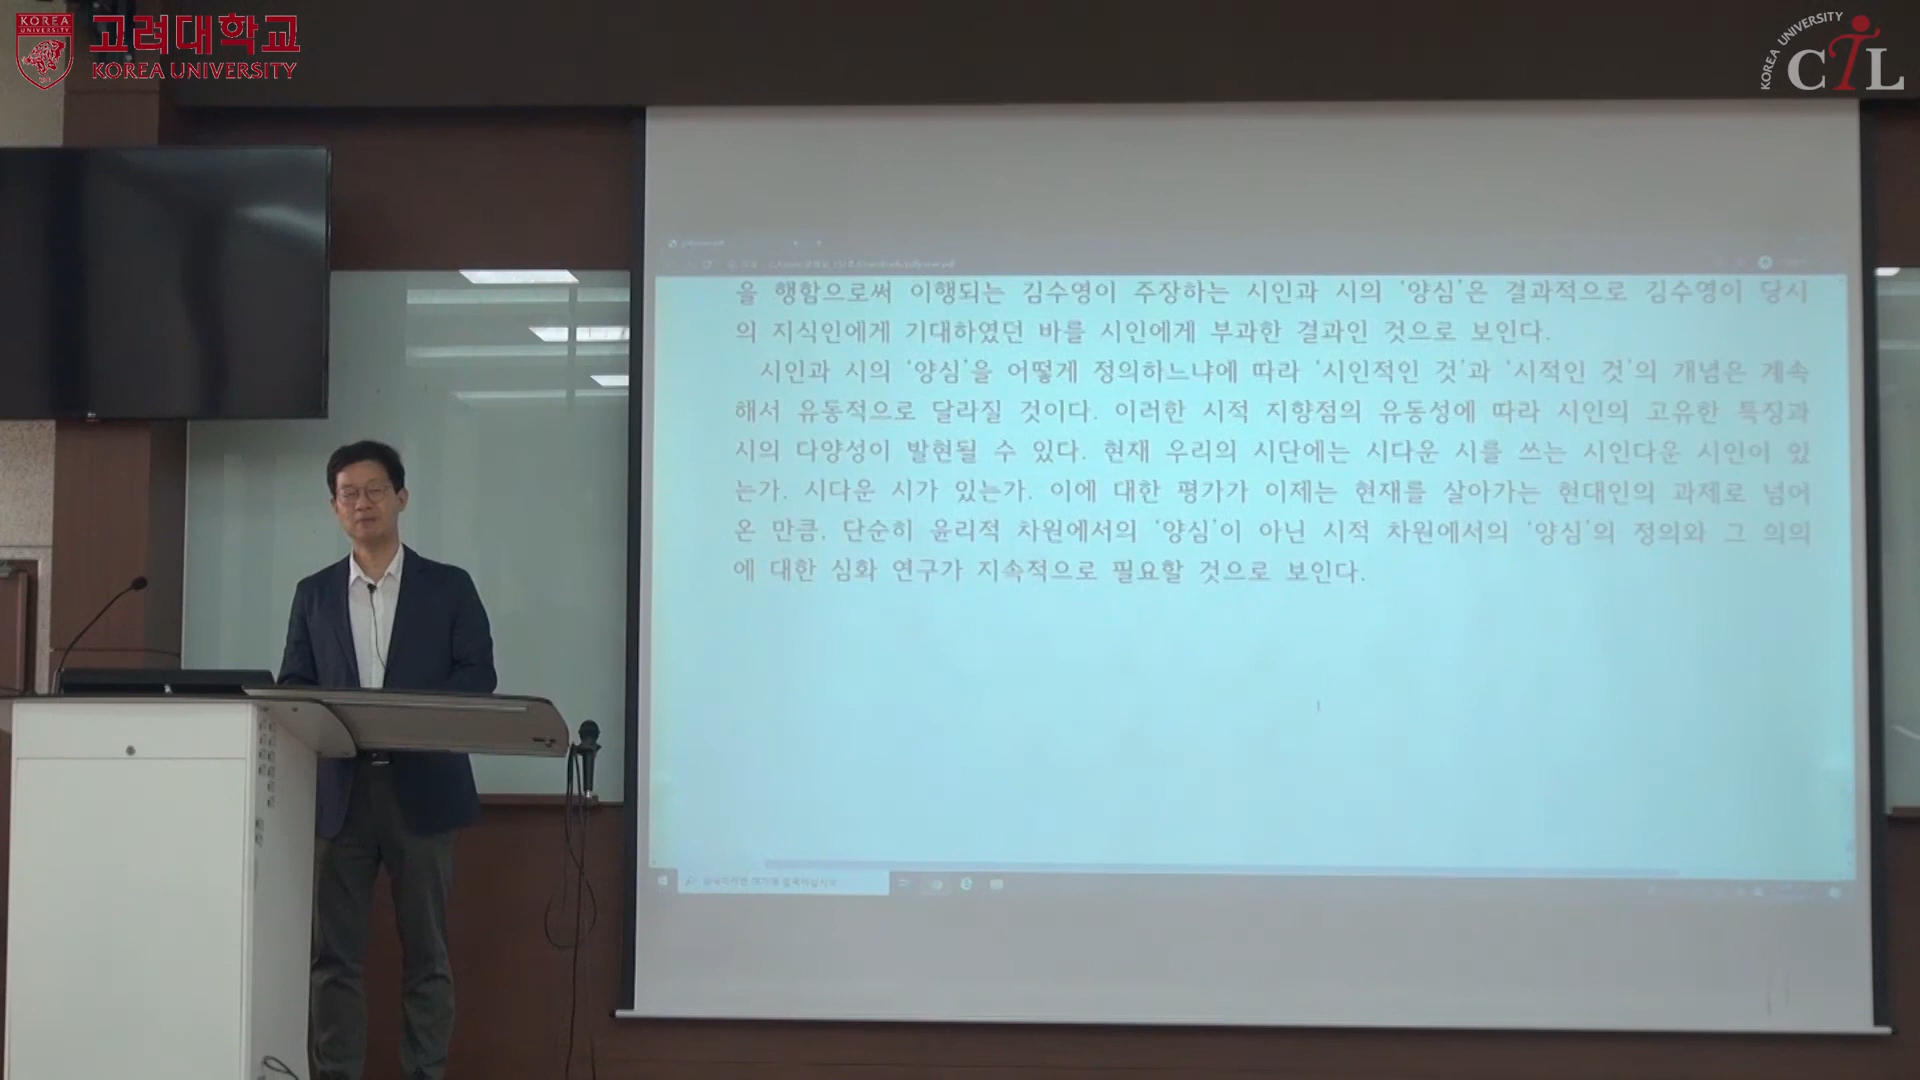 KOREA
UNIVERSITY
고려대학교
KOREA UNIVERSITY
KOREA UNIVERSITY
CTL
을 행함으로써 이행되는 김수영이 주장하는 시인과 시의 '양심'은 결과적으로 김수영이 당시
의 지식인에게 기대하였던 바를 시인에게 부과한 결과인 것으로 보인다.
시인과 시의 '양심'을 어떻게 정의하느냐에 따라 '시인적인 것'과 '시적인 것'의 개념은 계속
해서 유동적으로 달라질 것이다. 이러한 시적 지향점의 유동성에 따라 시인의 고유한 특징과
시의 다양성이 발현될 수 있다. 현재 우리의 시단에는 시다운 시를 쓰는 시인다운 시인이 있
는가. 시다운 시가 있는가. 이에 대한 평가가 이제는 현재를 살아가는 현대인의 과제로 넘어
온 만큼, 단순히 윤리적 차원에서의 '양심'이 아닌 시적 차원에서의 '양심'의 정의와 그 의의
에 대한 심화 연구가 지속적으로 필요할 것으로 보인다.